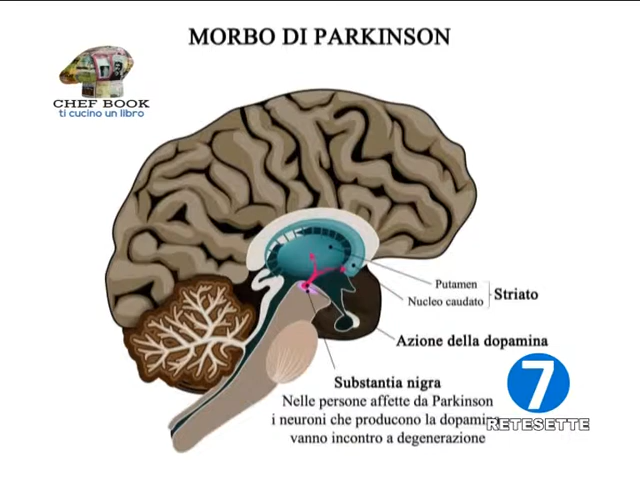 MORBO DI PARKINSON
CHEF BOOK
ti cucino un libro
Putamen
Nucleo caudato
Striato
Azione della dopamina
Substantia nigra
Nelle persone affette da Parkinson
i neuroni che producono la dopamina
vanno incontro a degenerazione
7
RETESETTE